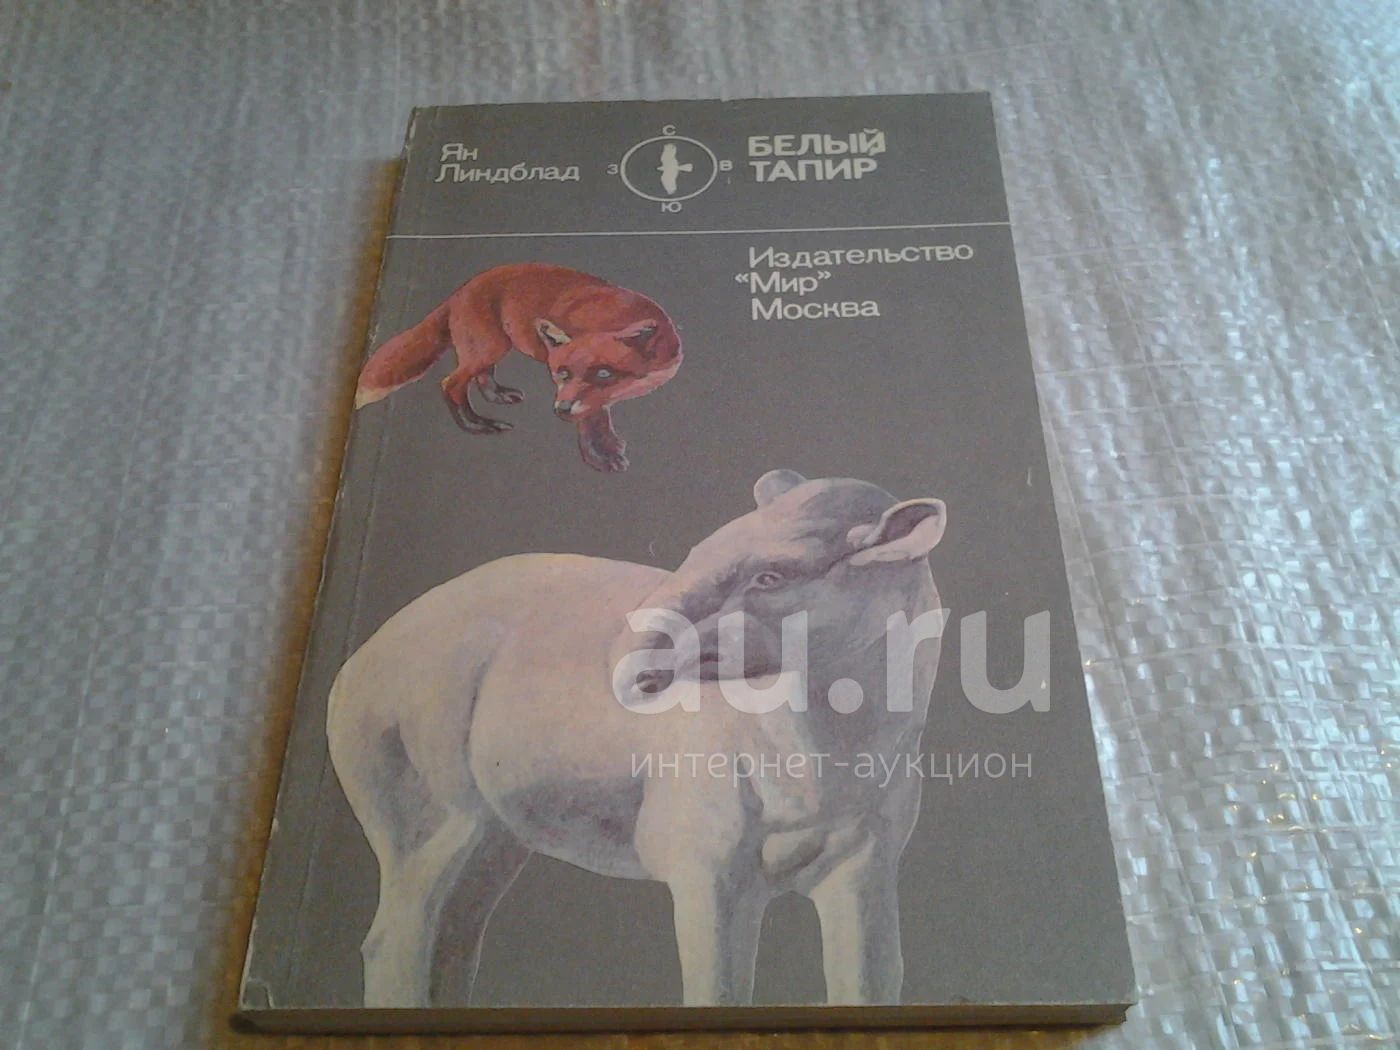 Ян
Линдблад
С
З
В
Ю
БЕЛЫЙ
ТАПИР
Издательство
"Мир"
Москва
au.ru
интернет-аукцион